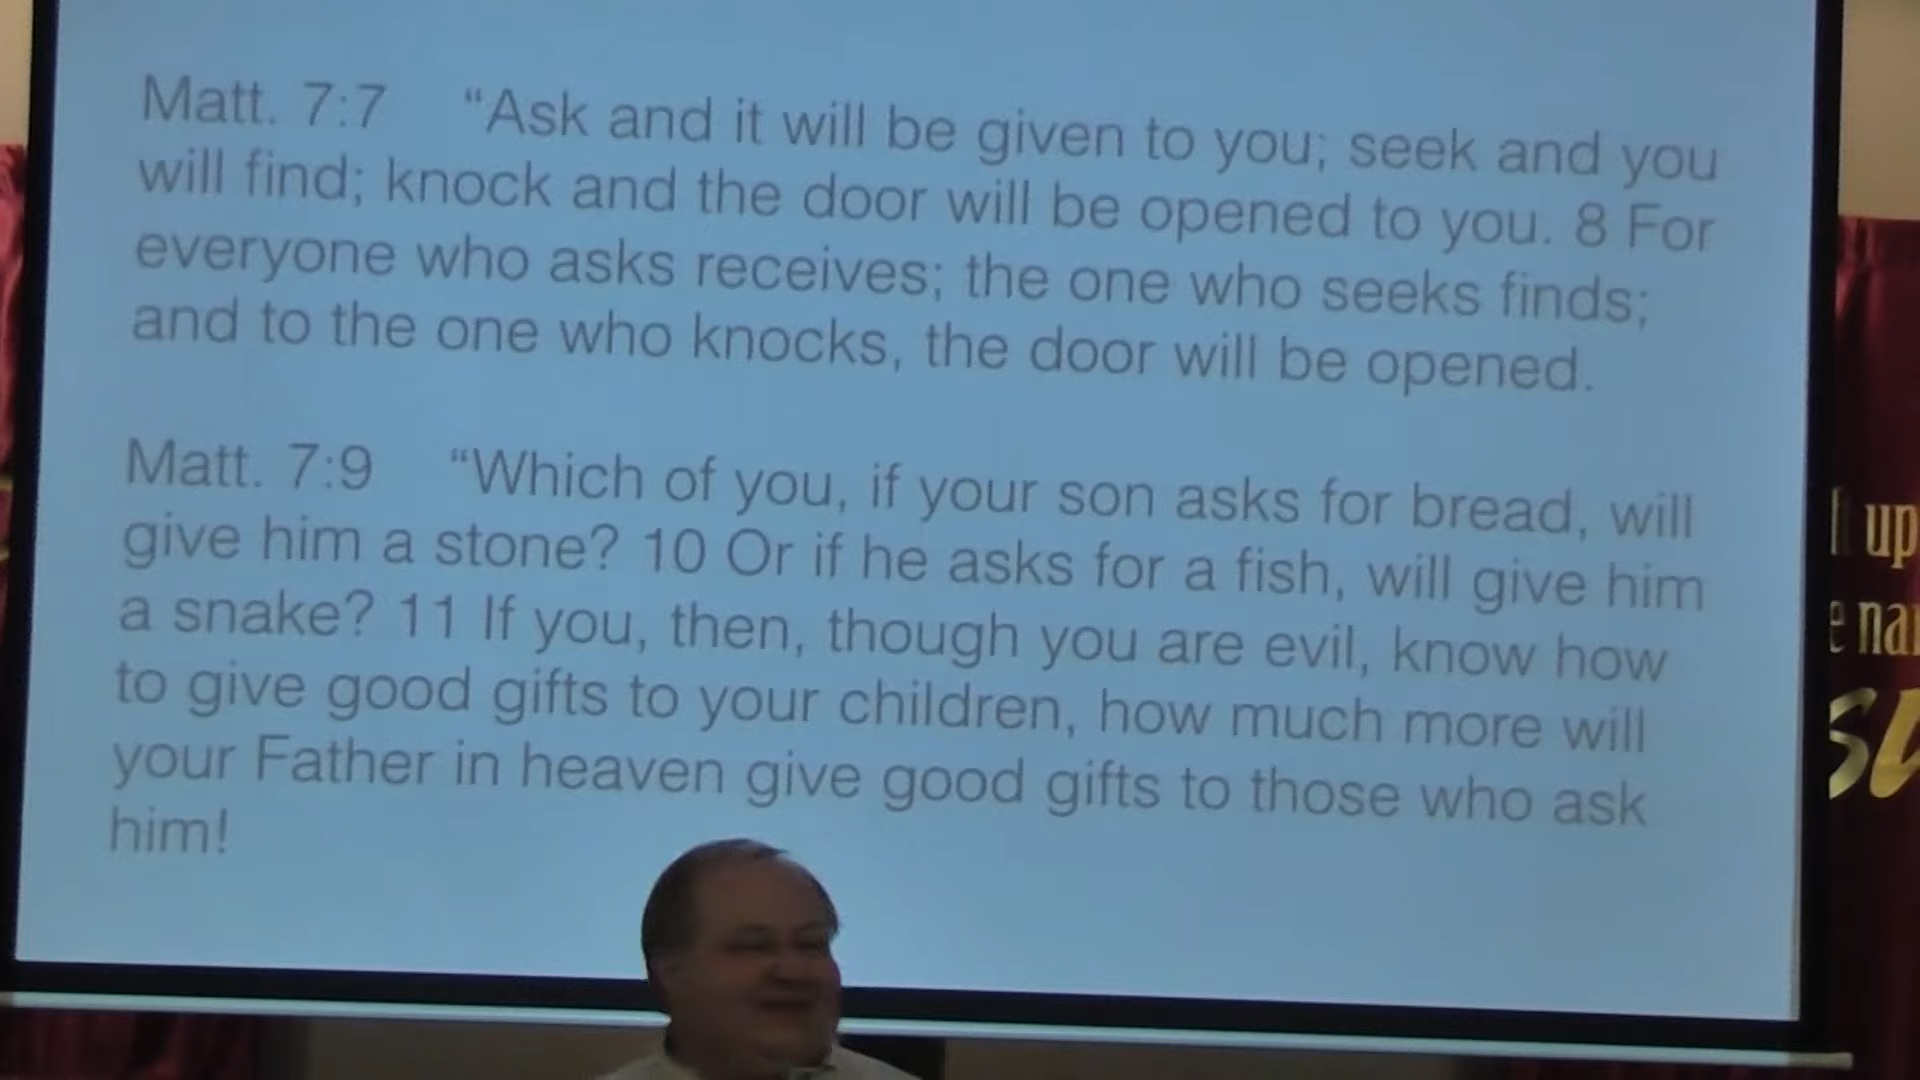 Matt. 7:7 “Ask and it will be given to you; seek and you
will find; knock and the door will be opened to you. 8 For
everyone who asks receives; the one who seeks finds;
and to the one who knocks, the door will be opened.
Matt. 7:9 “Which of you, if your son asks for bread, will
give him a stone? 10 Or if he asks for a fish, will give him
a snake? 11 If you, then, though you are evil, know how
to give good gifts to your children, how much more will
your Father in heaven give good gifts to those who ask
him!
up